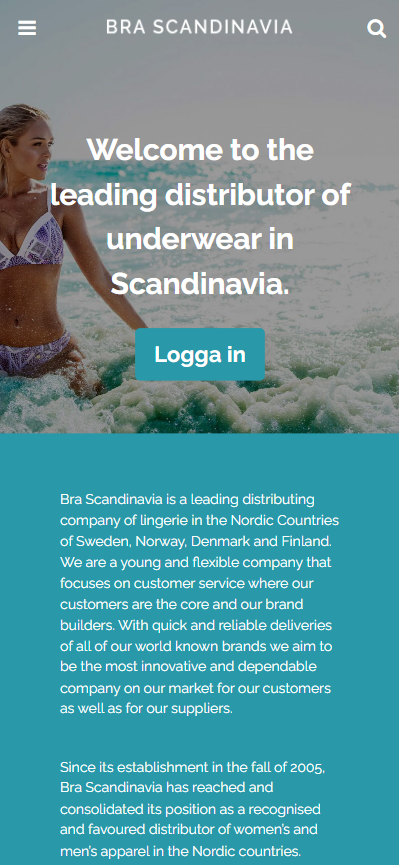 BRA SCANDINAVIA
Welcome to the
leading distributor of
underwear in
Scandinavia.
Logga in
Bra Scandinavia is a leading distributing
company of lingerie in the Nordic Countries
of Sweden, Norway, Denmark and Finland.
We are a young and flexible company that
focuses on customer service where our
customers are the core and our brand
builders. With quick and reliable deliveries
of all of our world known brands we aim to
be the most innovative and dependable
company on our market for our customers
as well as for our suppliers.
Since its establishment in the fall of 2005,
Bra Scandinavia has reached and
consolidated its position as a recognised
and favoured distributor of women's and
men's apparel in the Nordic countries.